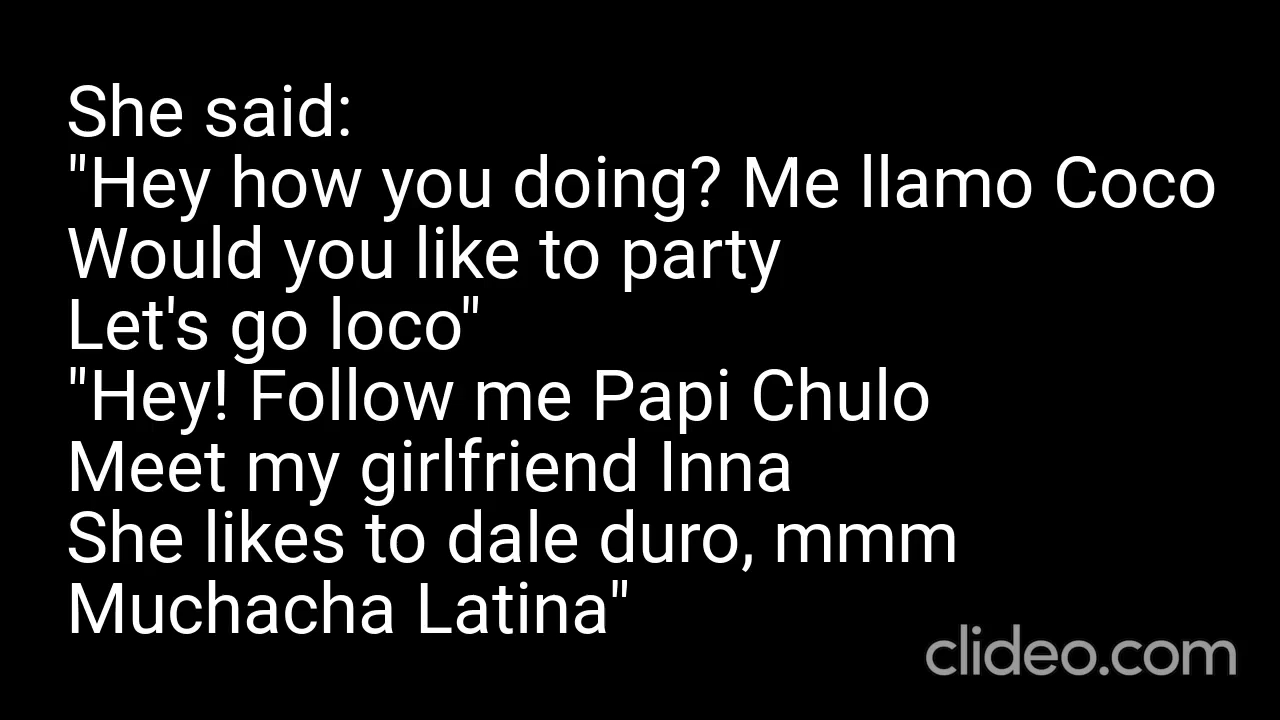 She said:
"Hey how you doing? Me llamo Coco
Would you like to party
Let's go loco"
"Hey! Follow me Papi Chulo
Meet my girlfriend Inna
She likes to dale duro, mmm
Muchacha Latina"
clideo.com